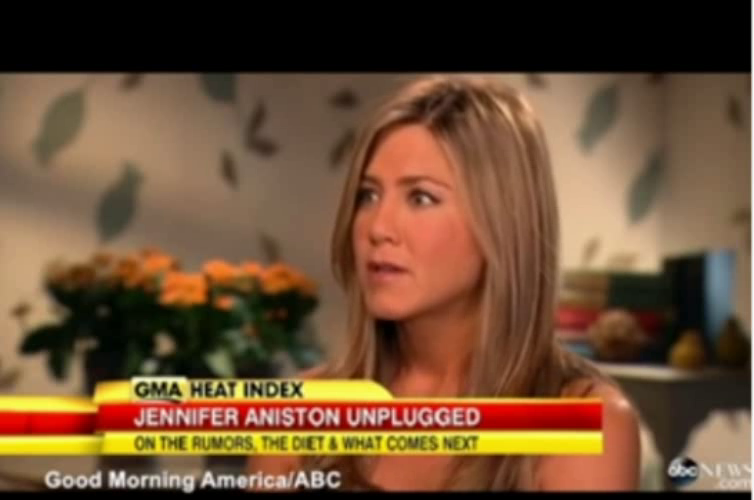 GMA HEAT INDEX
JENNIFER ANISTON UNPLUGGED
ON THE RUMORS, THE DIET & WHAT COMES NEXT
Good Morning America/ABC
abc NEWS
.com